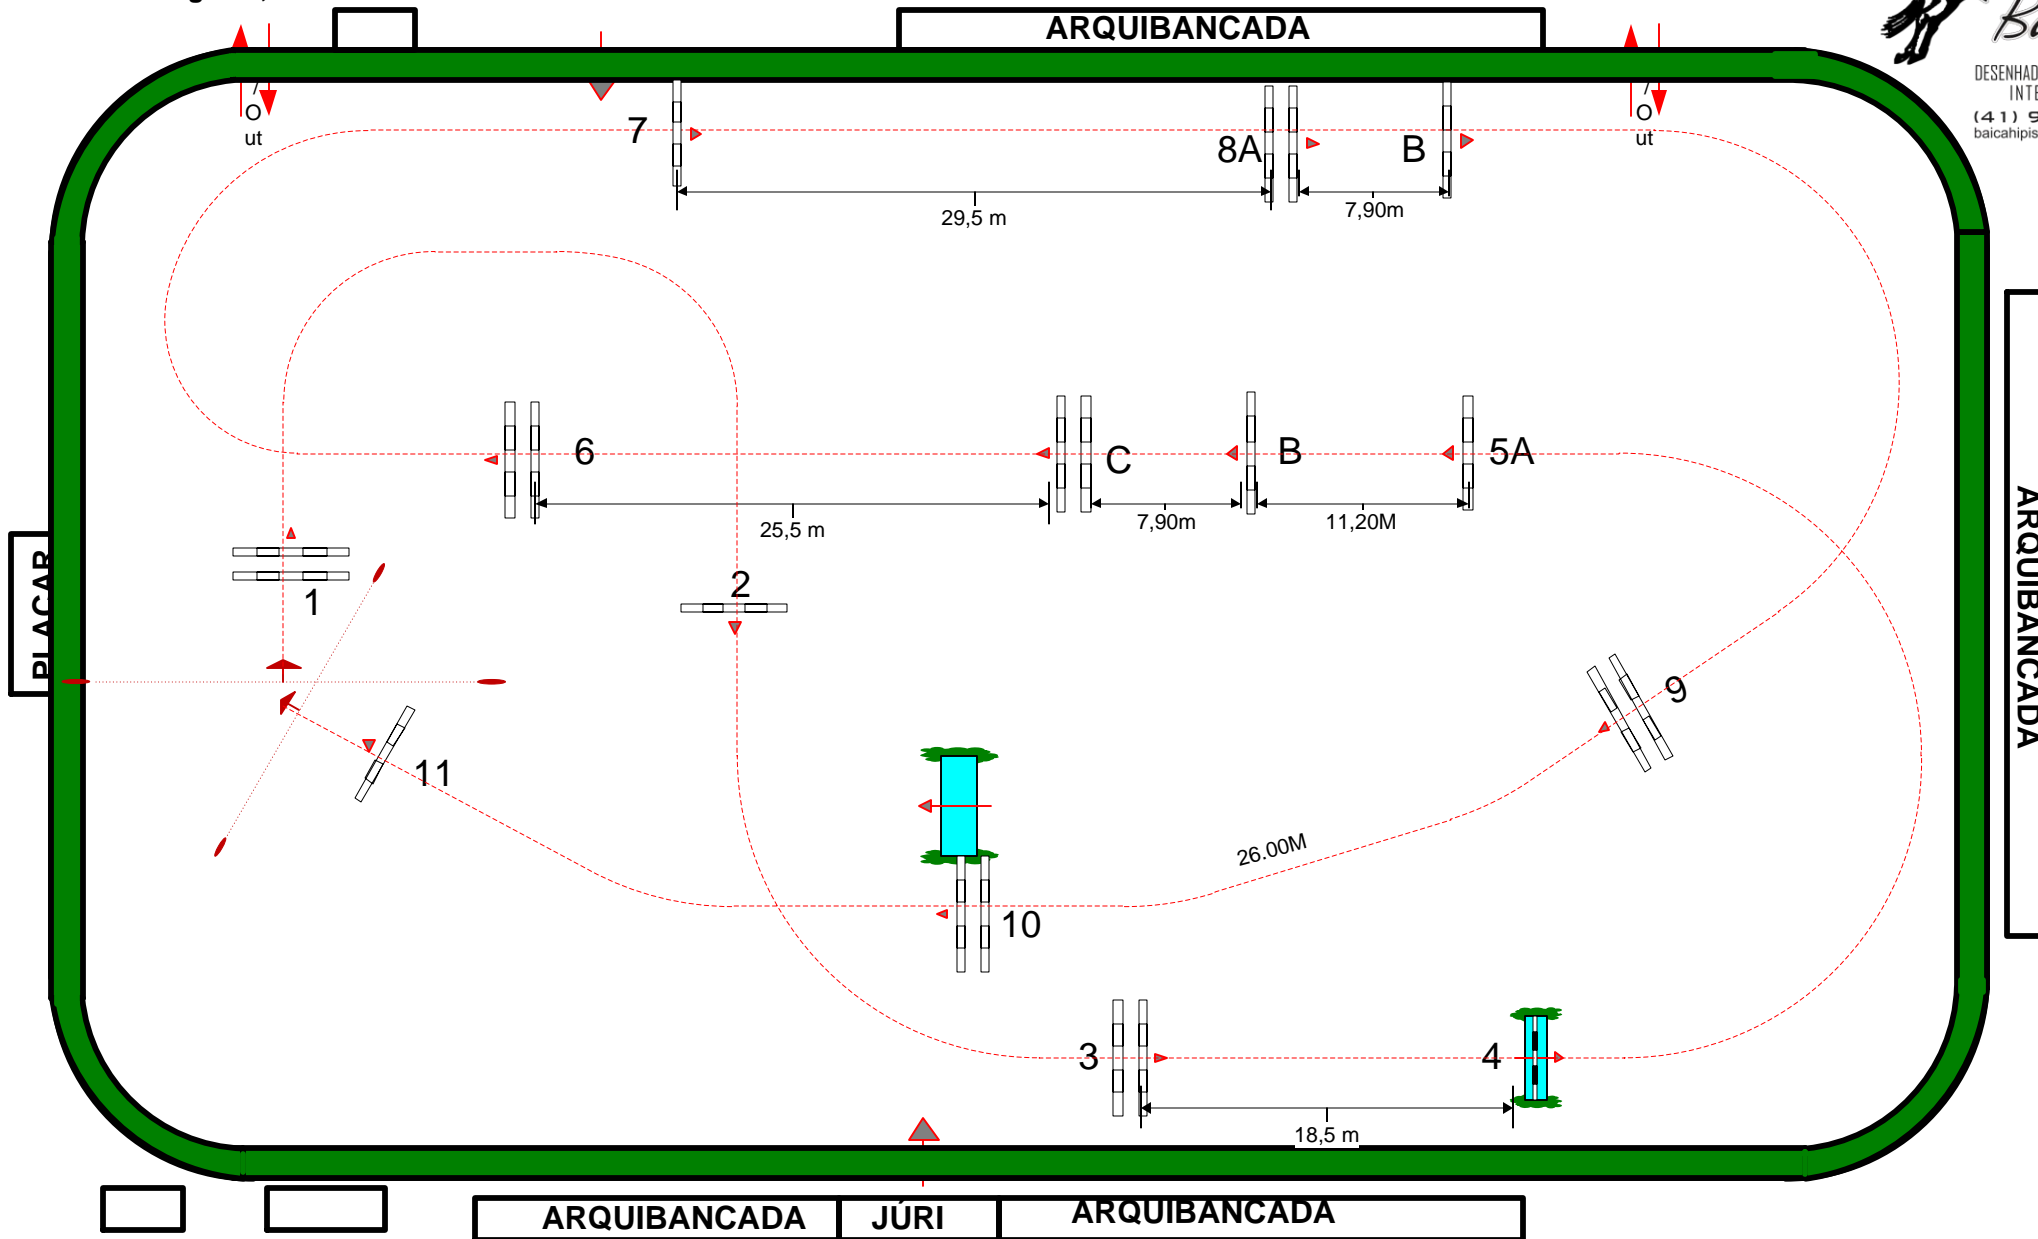 ARQUIBANCADA
DESENHAD
INTE
(41) 9
baicahipis
/
O
ut
/
O
ut
7
8A
B
29,5 m
7,90m
6
C
B
5A
25,5 m
7,90m
11,20M
ARQUIBANCADA
PLACAR
1
2
9
11
26.00M
10
3
4
18,5 m
ARQUIBANCADA
JÚRI
ARQUIBANCADA